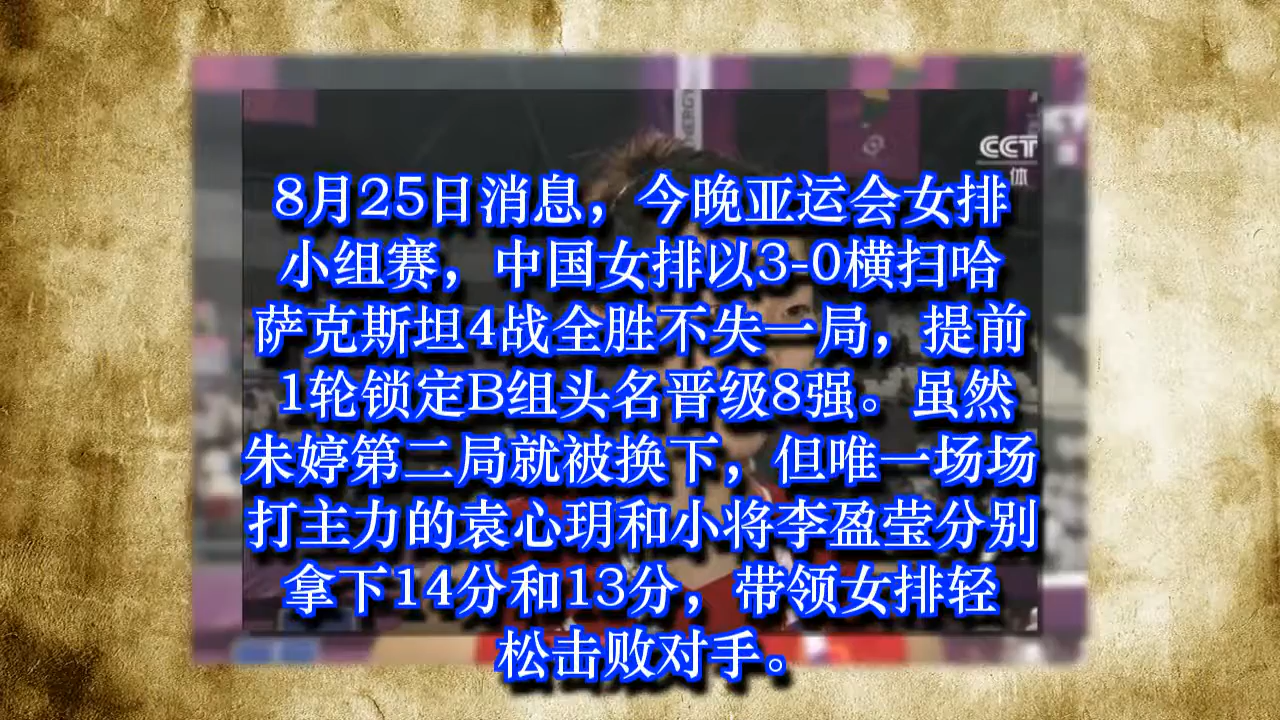 ENERGY
CCT
体
8月25日消息，今晚亚运会女排
小组赛，中国女排以3-0横扫哈
萨克斯坦4战全胜不失一局，提前
1轮锁定B组头名晋级8强。虽然
朱婷第二局就被换下，但唯一场场
打主力的袁心玥和小将李盈莹分别
拿下14分和13分，带领女排轻
松击败对手。